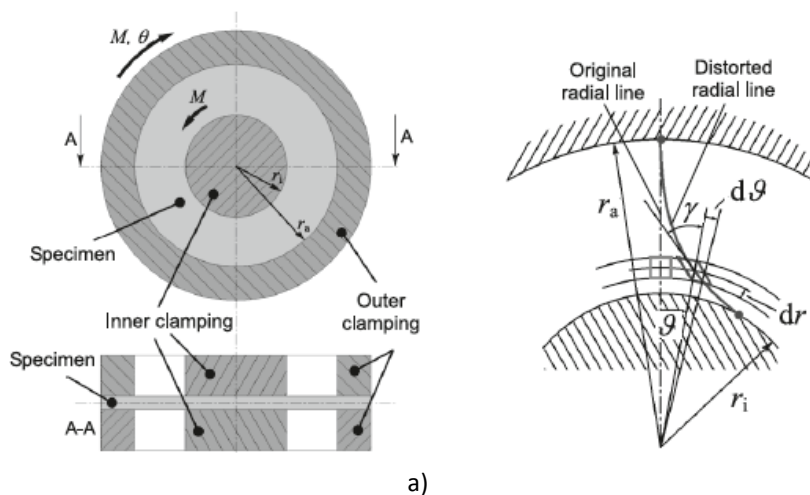 M, θ
M
A
A
r_i
r_a
Specimen
Inner clamping
Outer
clamping
Specimen
A–A
Original
radial line
Distorted
radial line
dϑ
γ
r_a
dr
ϑ
r_i
a)